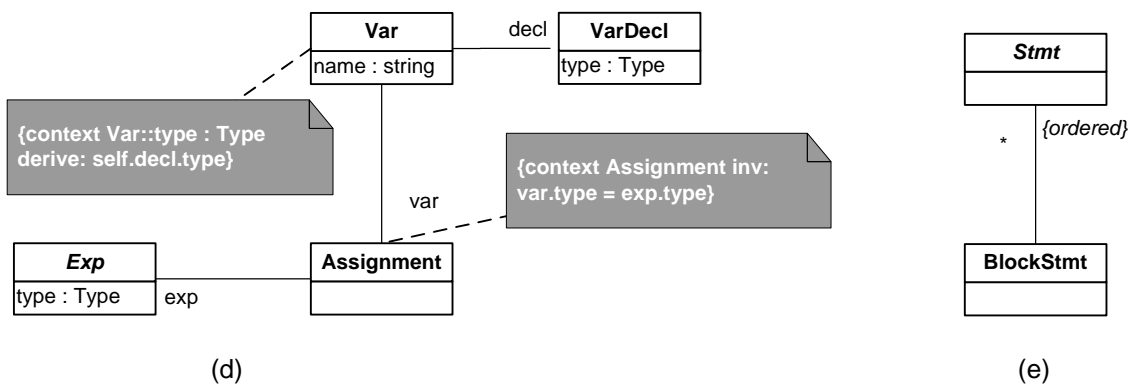 Var
name : string
decl
VarDecl
type : Type
{context Var::type : Type
derive: self.decl.type}
{context Assignment inv:
var.type = exp.type}
var
Exp
type : Type
exp
Assignment
(d)
Stmt
*
{ordered}
BlockStmt
(e)